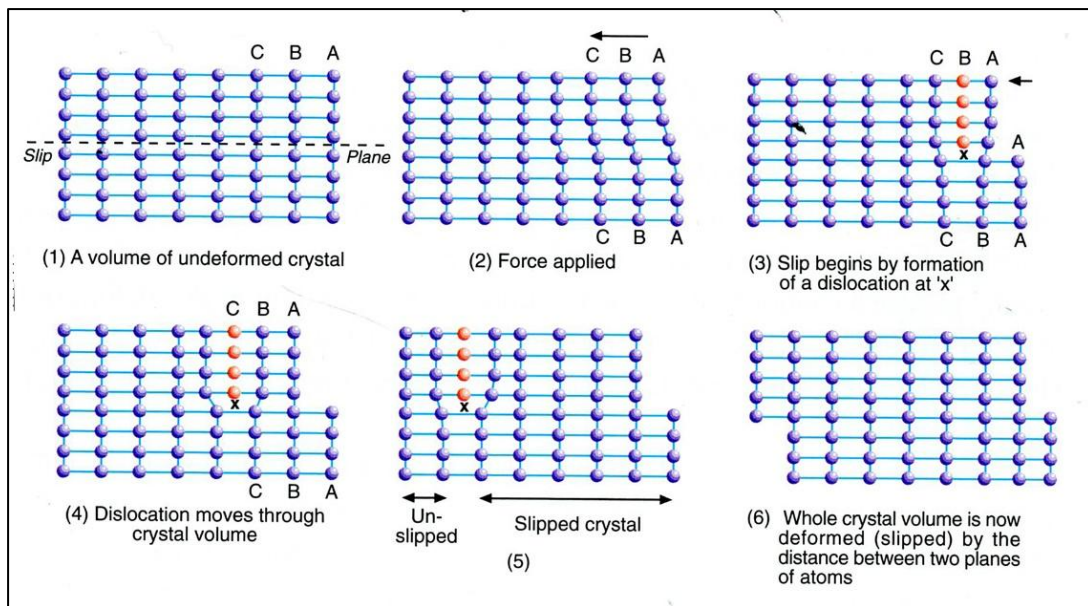 C B A
Slip Plane
(1) A volume of undeformed crystal
C B A
C B A
(2) Force applied
C B A
x
A
C B A
(3) Slip begins by formation
of a dislocation at 'x'
C B A
x
C B A
(4) Dislocation moves through
crystal volume
x
Un-
slipped
Slipped crystal
(5)
(6) Whole crystal volume is now
deformed (slipped) by the
distance between two planes
of atoms